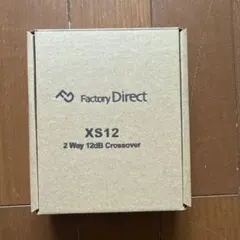 Factory Direct
XS12
2 Way 12dB Crossover